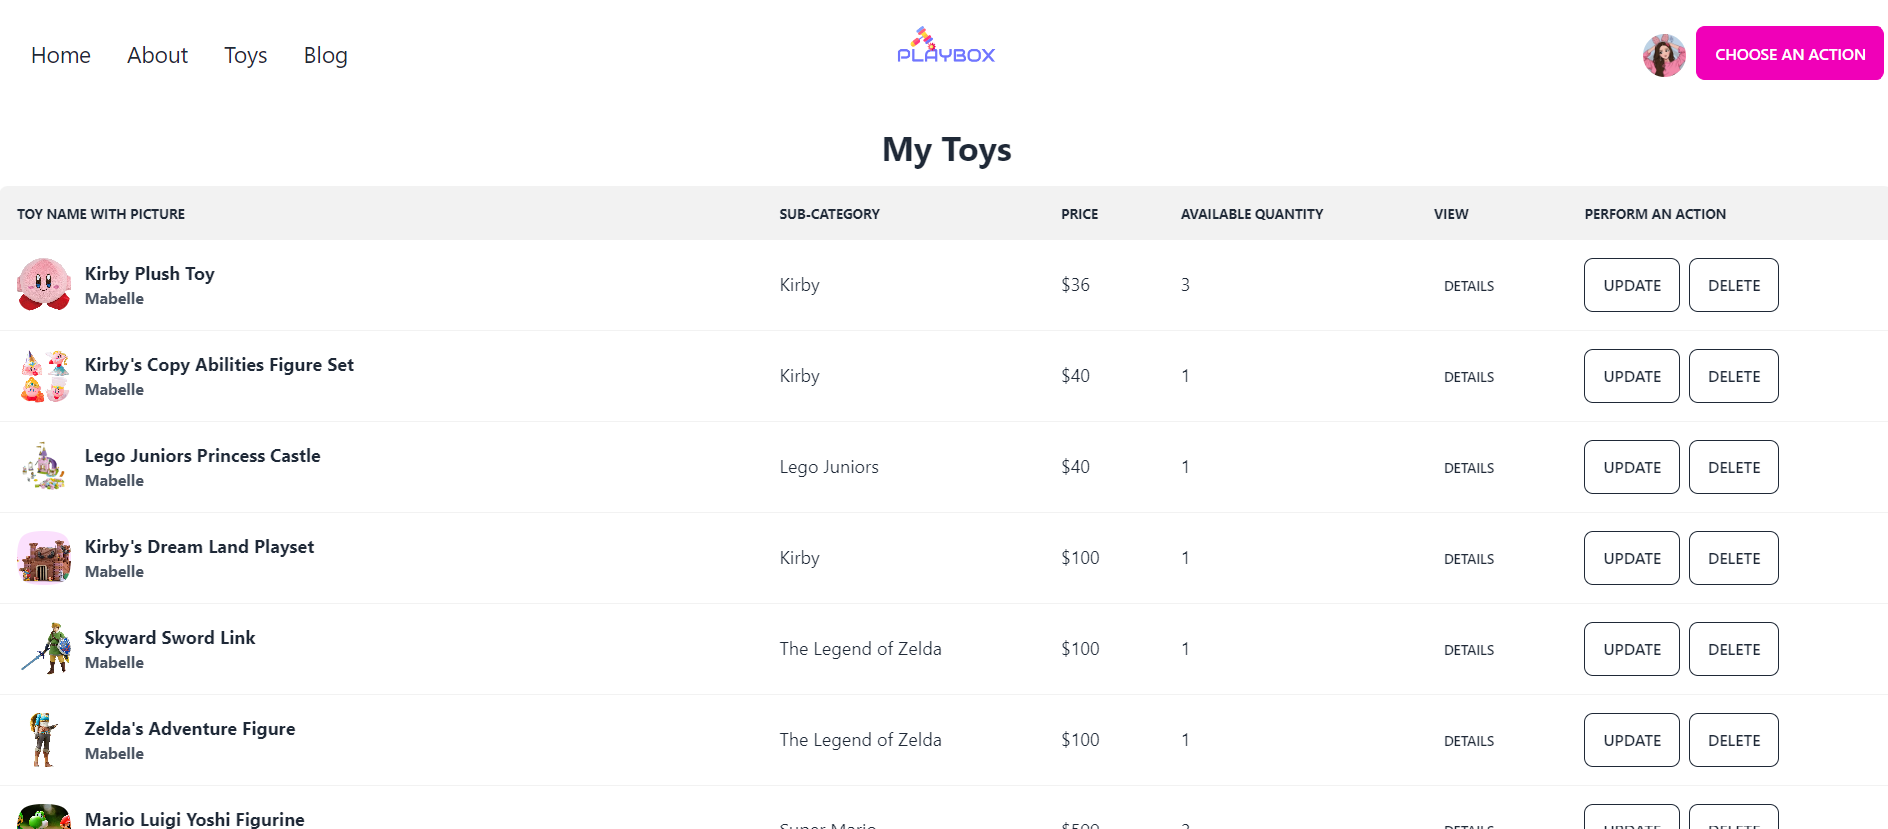 Home About Toys Blog
PLAYBOX
CHOOSE AN ACTION
My Toys
TOY NAME WITH PICTURE SUB-CATEGORY PRICE AVAILABLE QUANTITY VIEW PERFORM AN ACTION
Kirby Plush Toy
Mabelle
Kirby $36 3 DETAILS UPDATE DELETE
Kirby's Copy Abilities Figure Set
Mabelle
Kirby $40 1 DETAILS UPDATE DELETE
Lego Juniors Princess Castle
Mabelle
Lego Juniors $40 1 DETAILS UPDATE DELETE
Kirby's Dream Land Playset
Mabelle
Kirby $100 1 DETAILS UPDATE DELETE
Skyward Sword Link
Mabelle
The Legend of Zelda $100 1 DETAILS UPDATE DELETE
Zelda's Adventure Figure
Mabelle
The Legend of Zelda $100 1 DETAILS UPDATE DELETE
Mario Luigi Yoshi Figurine
Super Mario DETAILS UPDATE DELETE